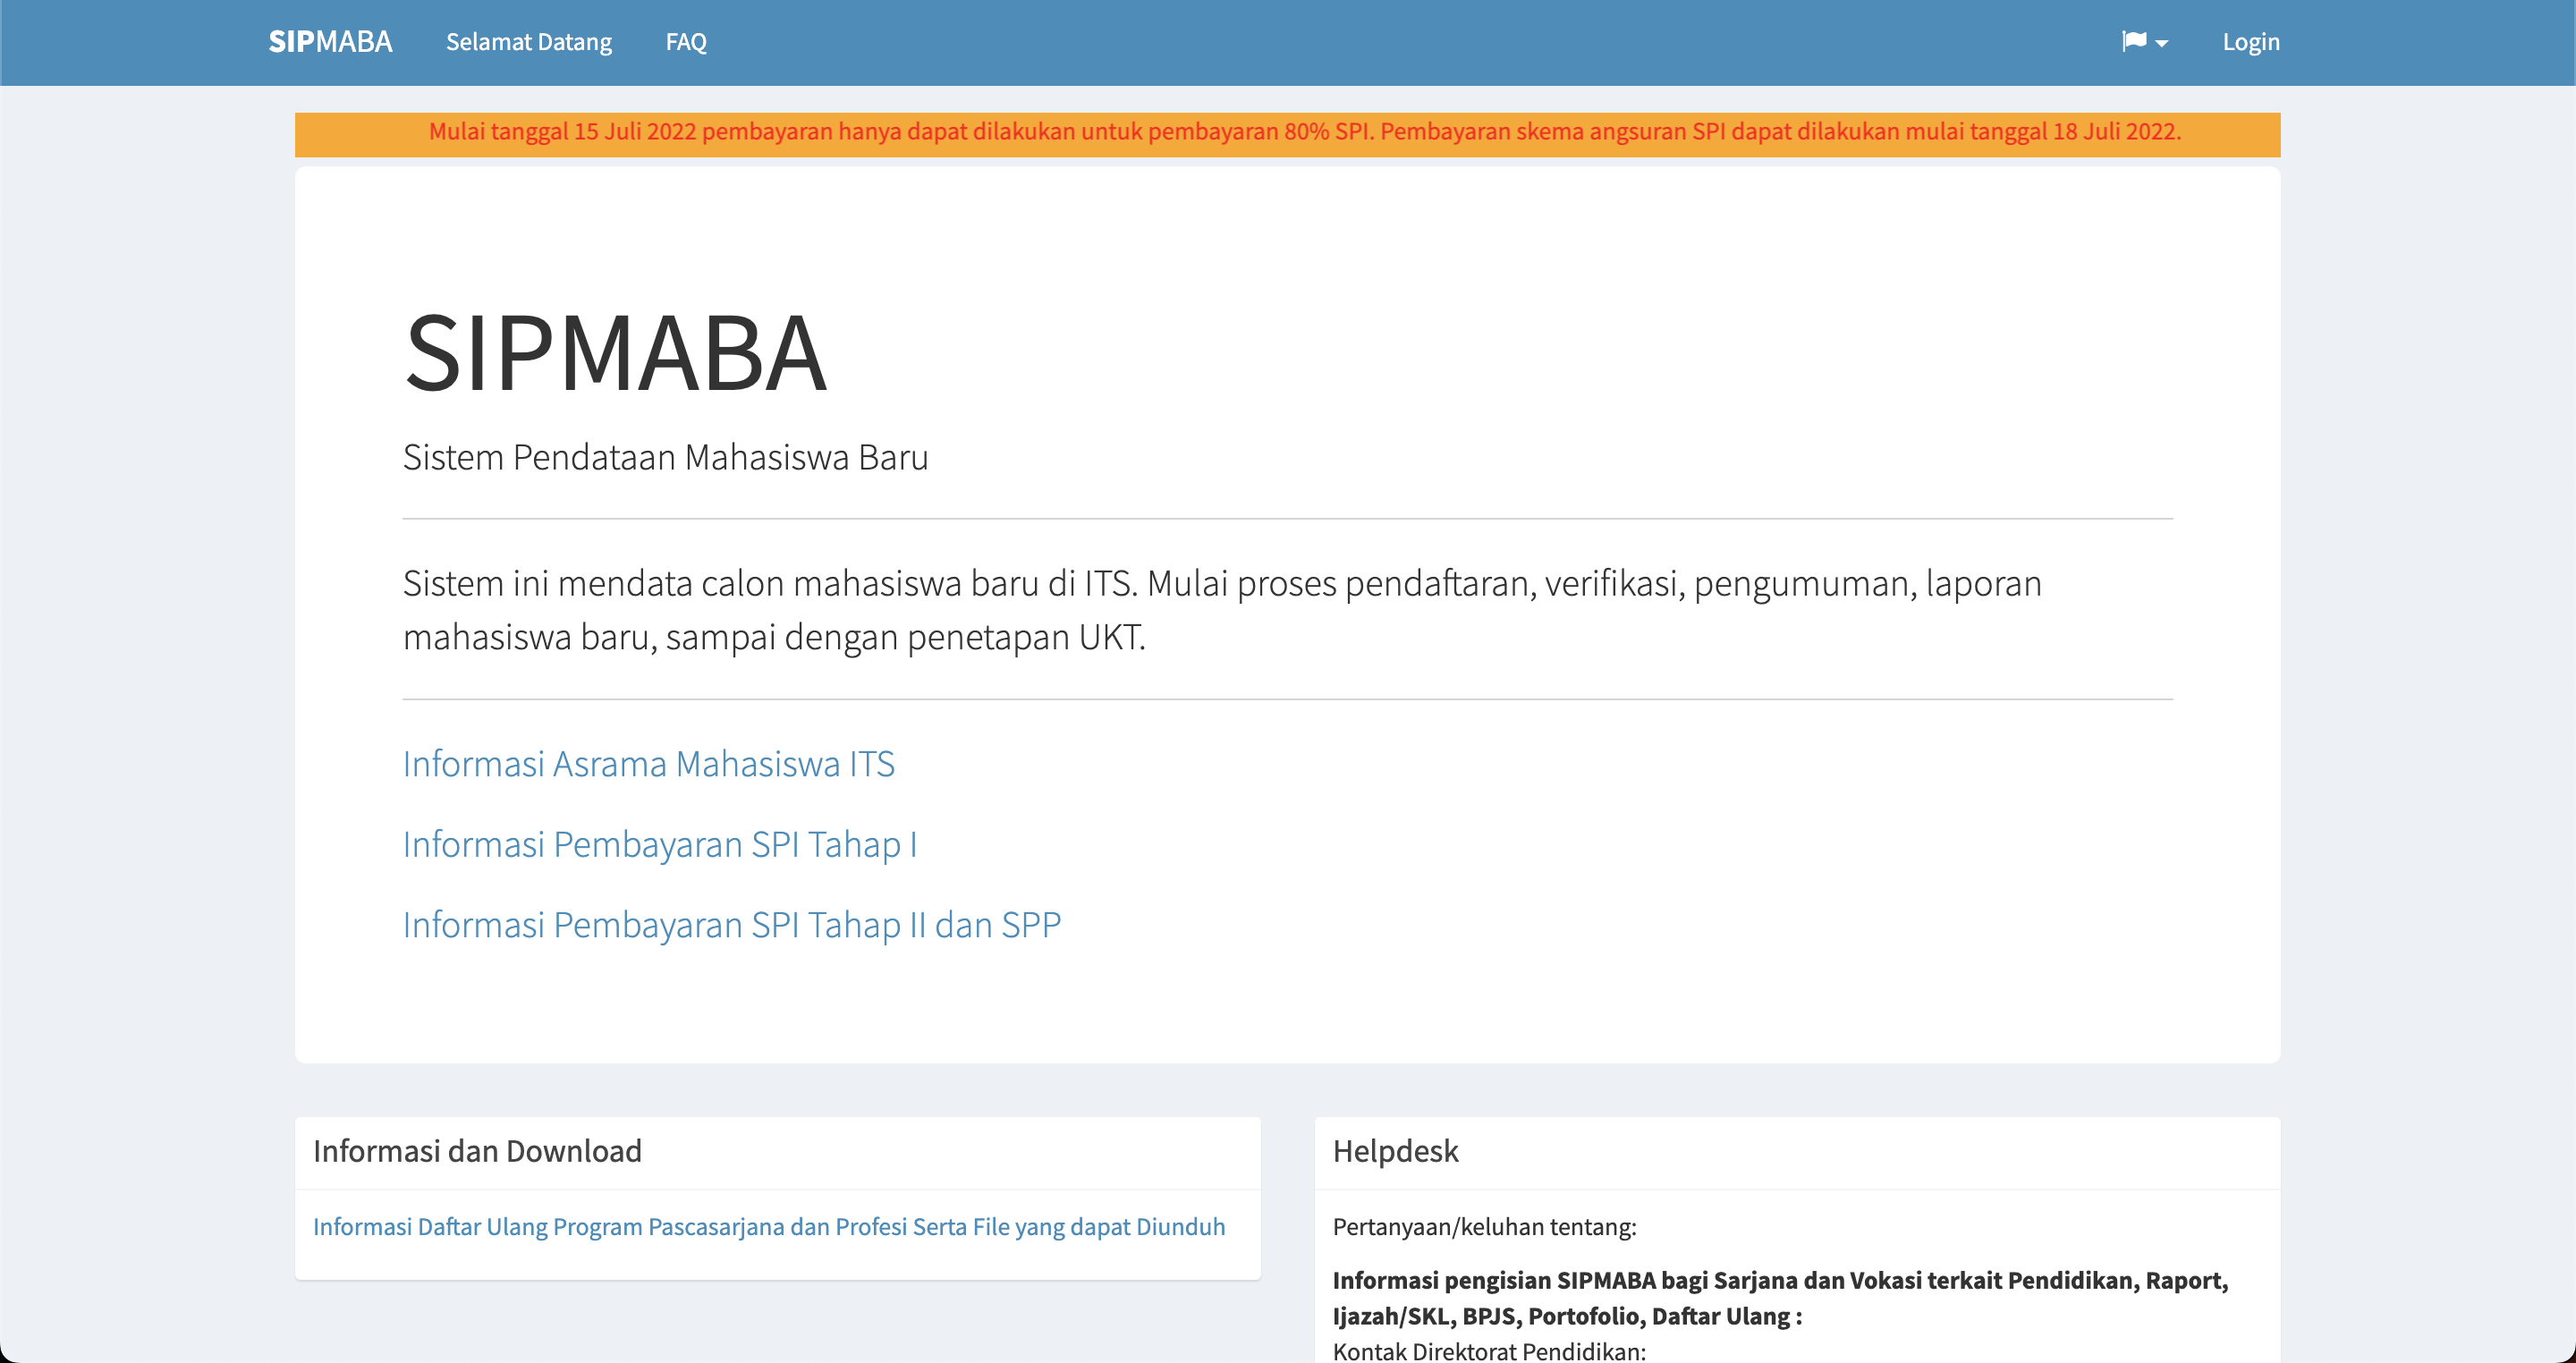 SIPMABA Selamat Datang FAQ Login
Mulai tanggal 15 Juli 2022 pembayaran hanya dapat dilakukan untuk pembayaran 80% SPI. Pembayaran skema angsuran SPI dapat dilakukan mulai tanggal 18 Juli 2022.
SIPMABA
Sistem Pendataan Mahasiswa Baru
Sistem ini mendata calon mahasiswa baru di ITS. Mulai proses pendaftaran, verifikasi, pengumuman, laporan
mahasiswa baru, sampai dengan penetapan UKT.
Informasi Asrama Mahasiswa ITS
Informasi Pembayaran SPI Tahap I
Informasi Pembayaran SPI Tahap II dan SPP
Informasi dan Download
Informasi Daftar Ulang Program Pascasarjana dan Profesi Serta File yang dapat Diunduh
Helpdesk
Pertanyaan/keluhan tentang:
Informasi pengisian SIPMABA bagi Sarjana dan Vokasi terkait Pendidikan, Raport,
Ijazah/SKL, BPJS, Portofolio, Daftar Ulang :
Kontak Direktorat Pendidikan: